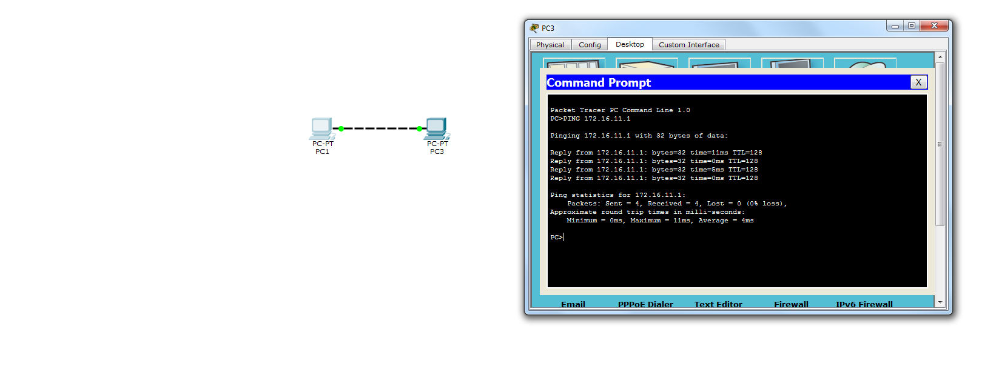 PC-PT
PC1
PC-PT
PC3
PC3
Physical
Config
Desktop
Custom Interface
Command Prompt
X
Packet Tracer PC Command Line 1.0
PC>PING 172.16.11.1
Pinging 172.16.11.1 with 32 bytes of data:
Reply from 172.16.11.1: bytes=32 time=11ms TTL=128
Reply from 172.16.11.1: bytes=32 time=0ms TTL=128
Reply from 172.16.11.1: bytes=32 time=5ms TTL=128
Reply from 172.16.11.1: bytes=32 time=0ms TTL=128
Ping statistics for 172.16.11.1:
Packets: Sent = 4, Received = 4, Lost = 0 (0% loss),
Approximate round trip times in milli-seconds:
Minimum = 0ms, Maximum = 11ms, Average = 4ms
PC>
Email
PPPoE Dialer
Text Editor
Firewall
IPv6 Firewall